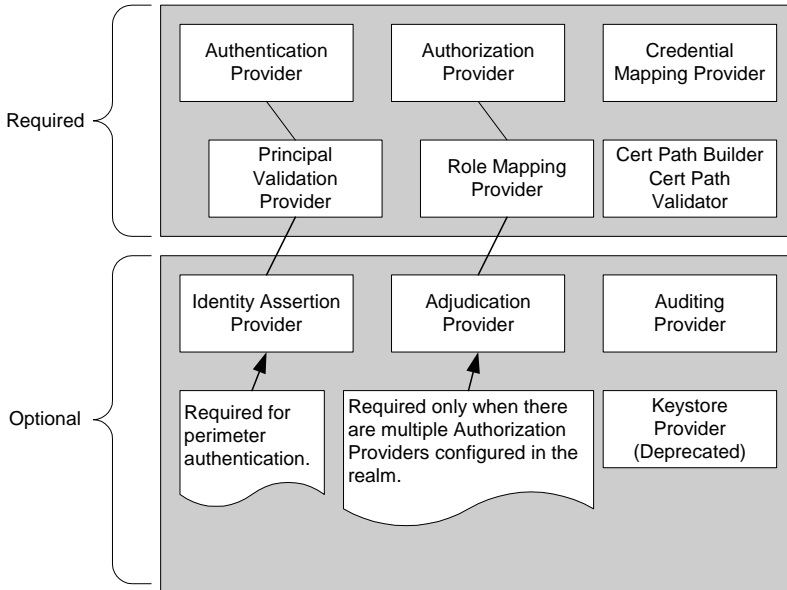 Required
Authentication
Provider
Authorization
Provider
Credential
Mapping Provider
Principal
Validation
Provider
Role Mapping
Provider
Cert Path Builder
Cert Path
Validator
Optional
Identity Assertion
Provider
Adjudication
Provider
Auditing
Provider
Required for
perimeter
authentication.
Required only when there
are multiple Authorization
Providers configured in the
realm.
Keystore
Provider
(Deprecated)